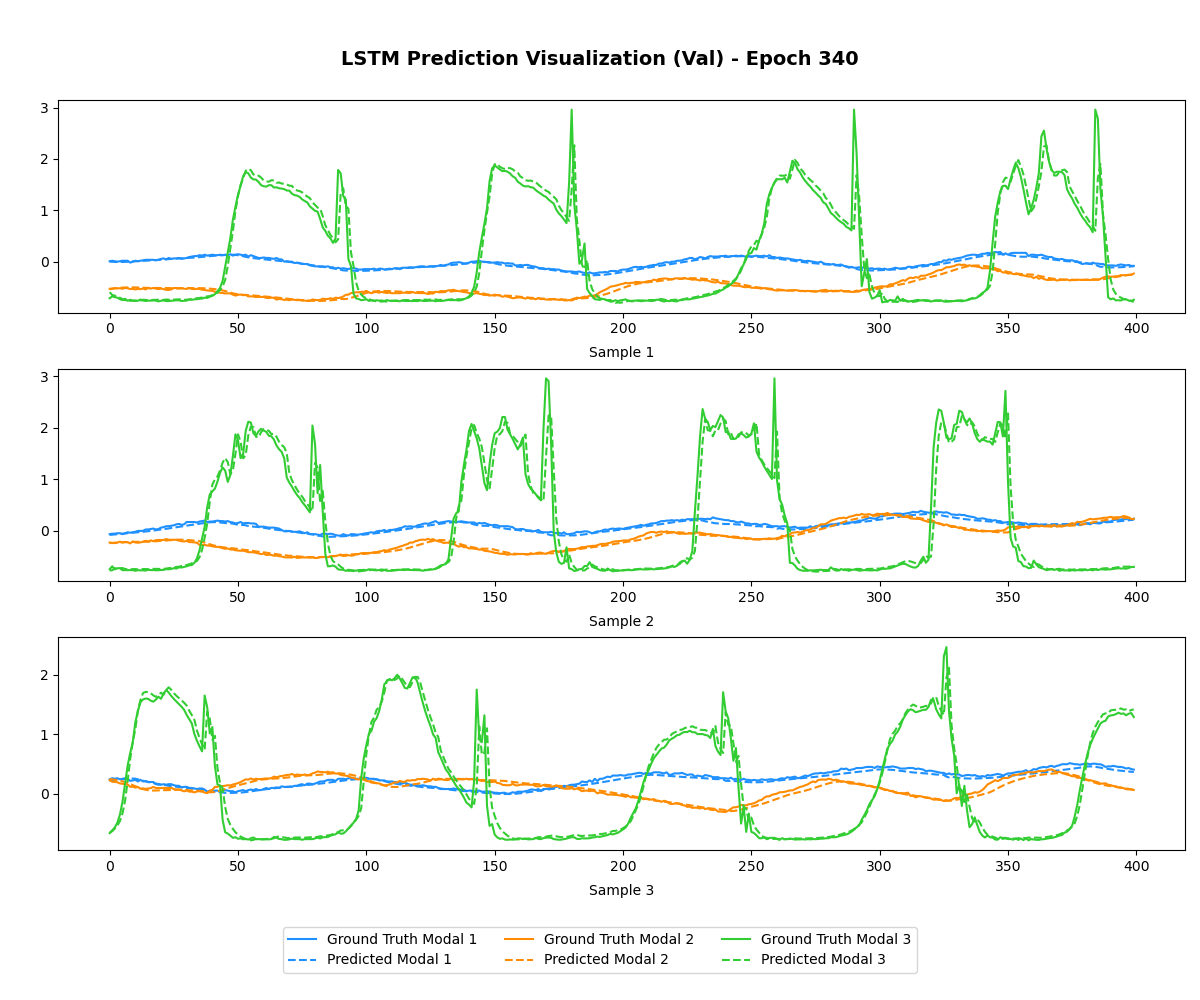 LSTM Prediction Visualization (Val) - Epoch 340
3
2
1
0
0 50 100 150 200 250 300 350 400
Sample 1
3
2
1
0
0 50 100 150 200 250 300 350 400
Sample 2
2
1
0
0 50 100 150 200 250 300 350 400
Sample 3
Ground Truth Modal 1 Ground Truth Modal 2 Ground Truth Modal 3
Predicted Modal 1 Predicted Modal 2 Predicted Modal 3